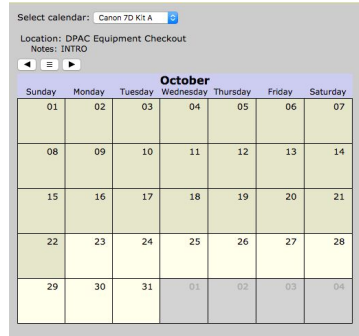 Select calendar: Canon 7D Kit A
Location: DPAC Equipment Checkout
Notes: INTRO
October
Sunday Monday Tuesday Wednesday Thursday Friday Saturday
01 02 03 04 05 06 07
08 09 10 11 12 13 14
15 16 17 18 19 20 21
22 23 24 25 26 27 28
29 30 31 01 02 03 04